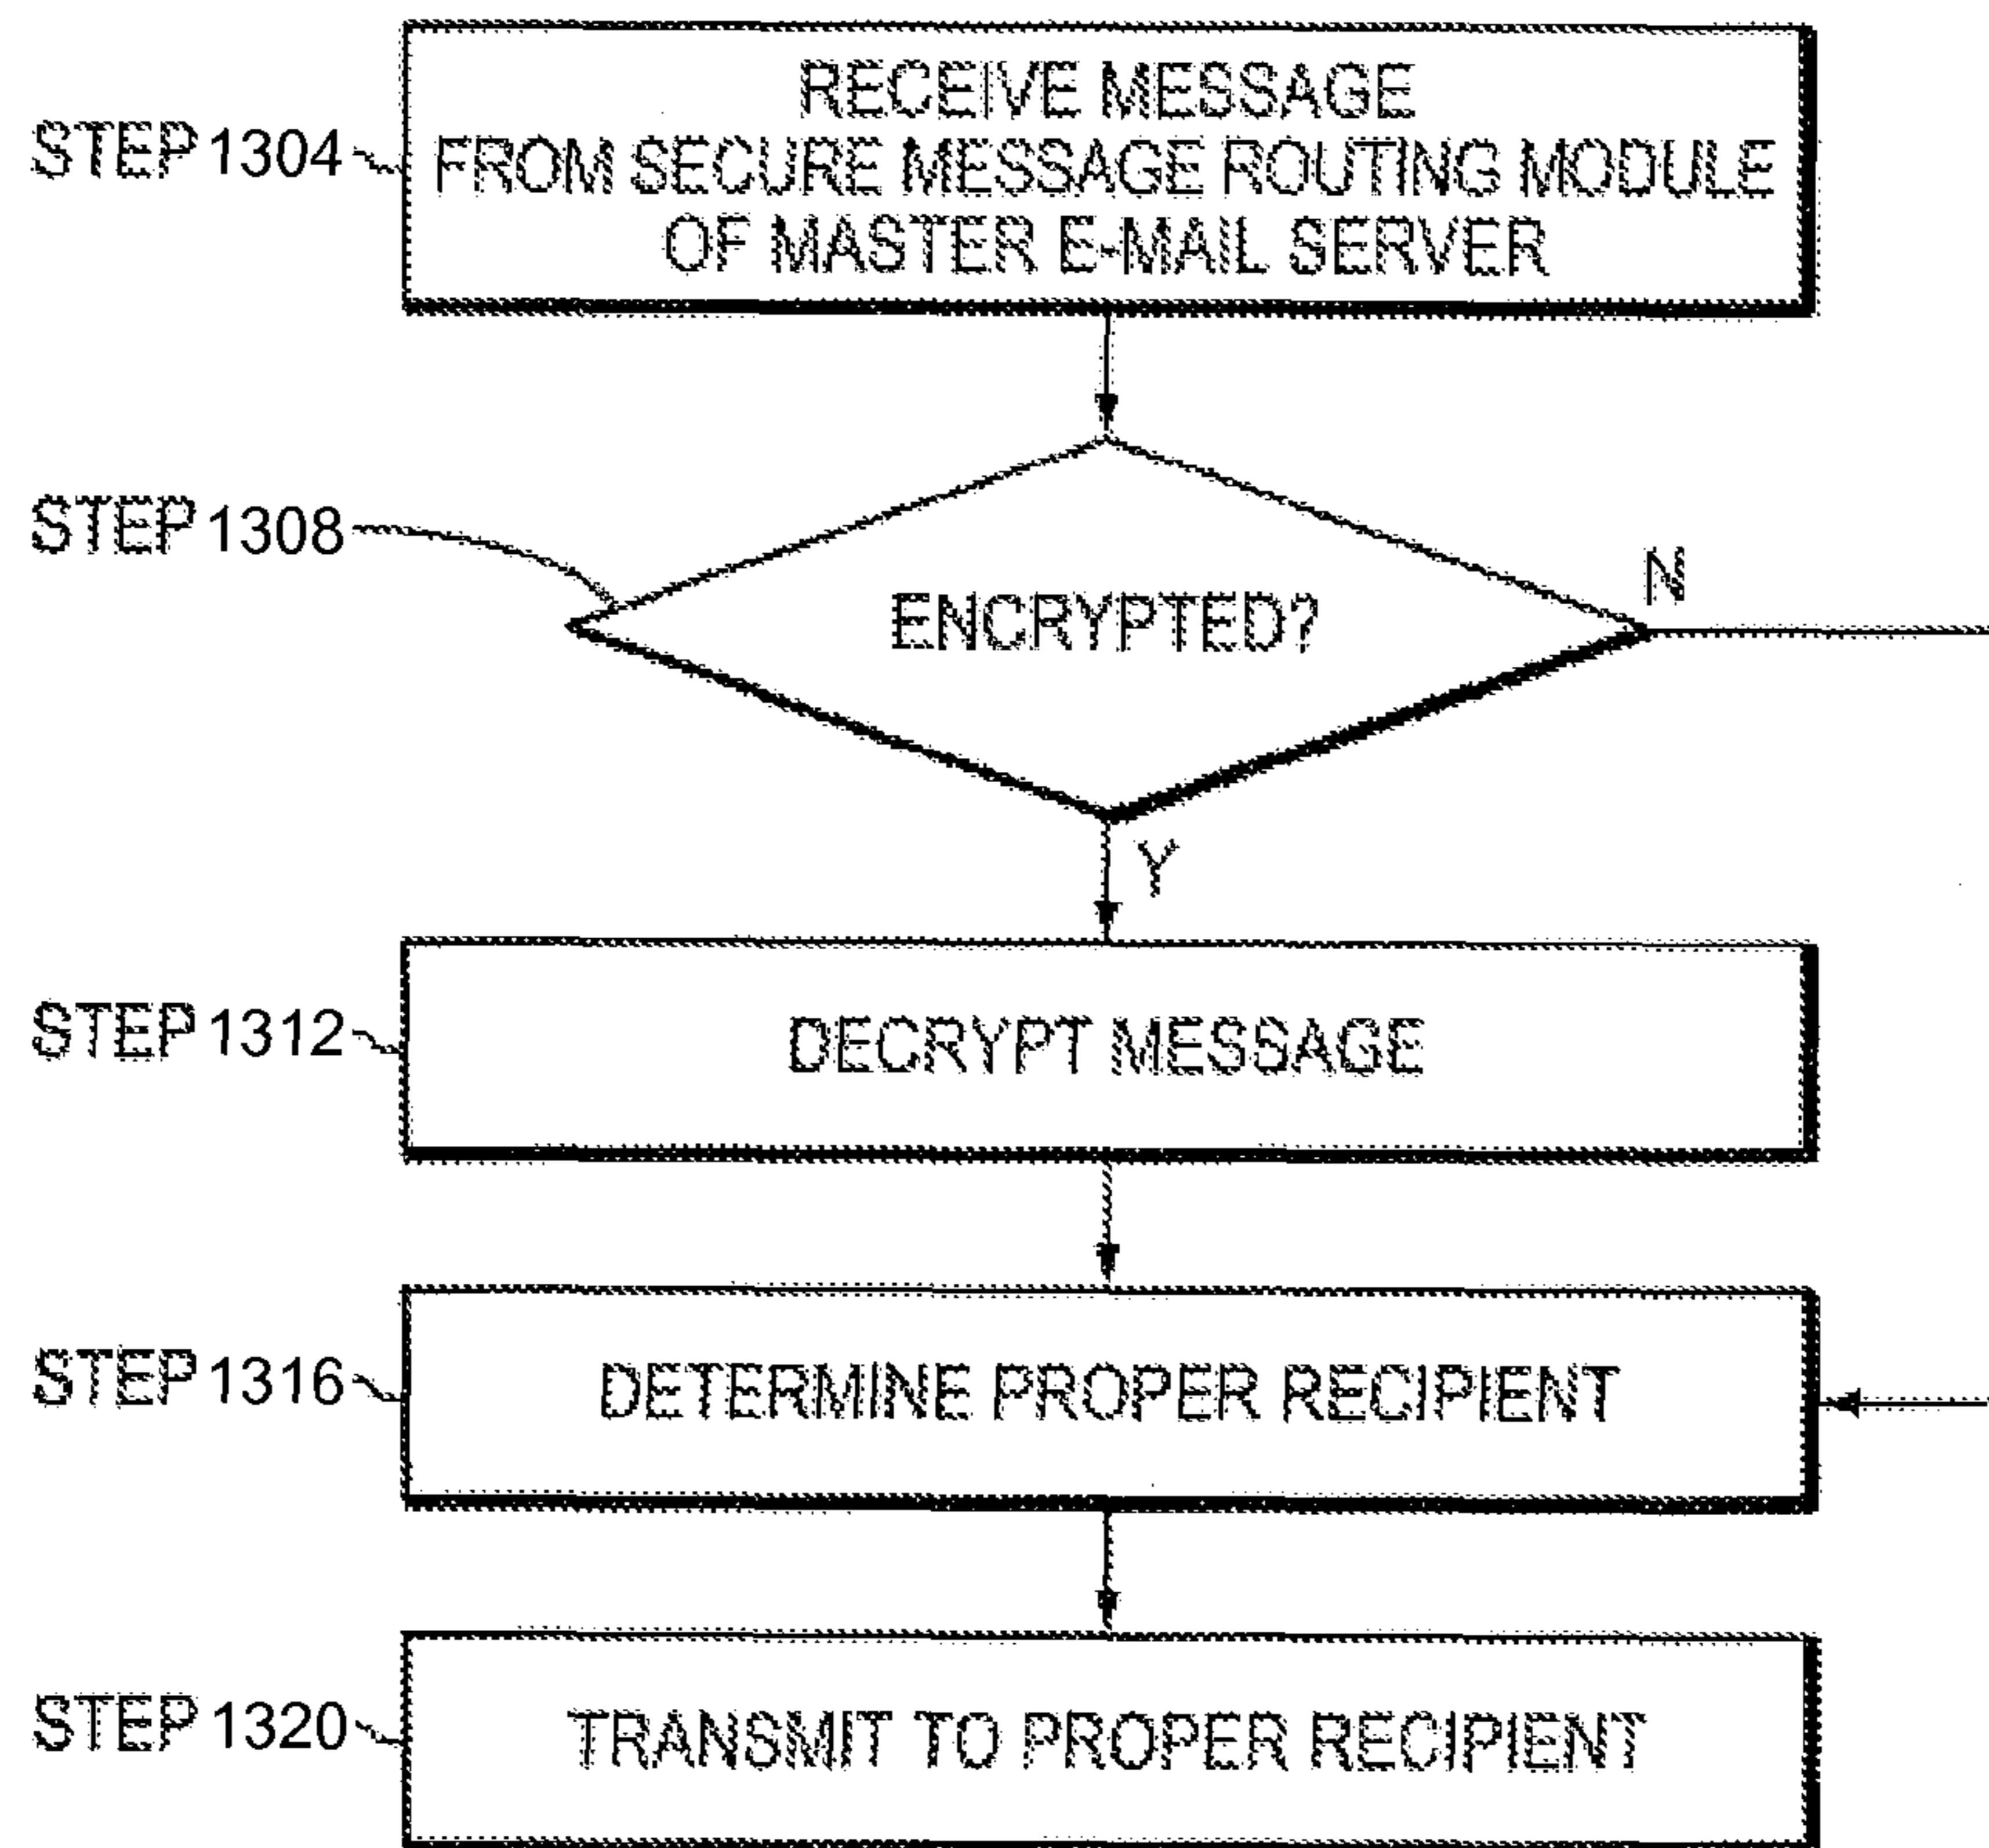 STEP 1304
RECEIVE MESSAGE
FROM SECURE MESSAGE ROUTING MODULE
OF MASTER E-MAIL SERVER
STEP 1308
ENCRYPTED?
N
Y
STEP 1312
DECRYPT MESSAGE
STEP 1316
DETERMINE PROPER RECIPIENT
STEP 1320
TRANSMIT TO PROPER RECIPIENT